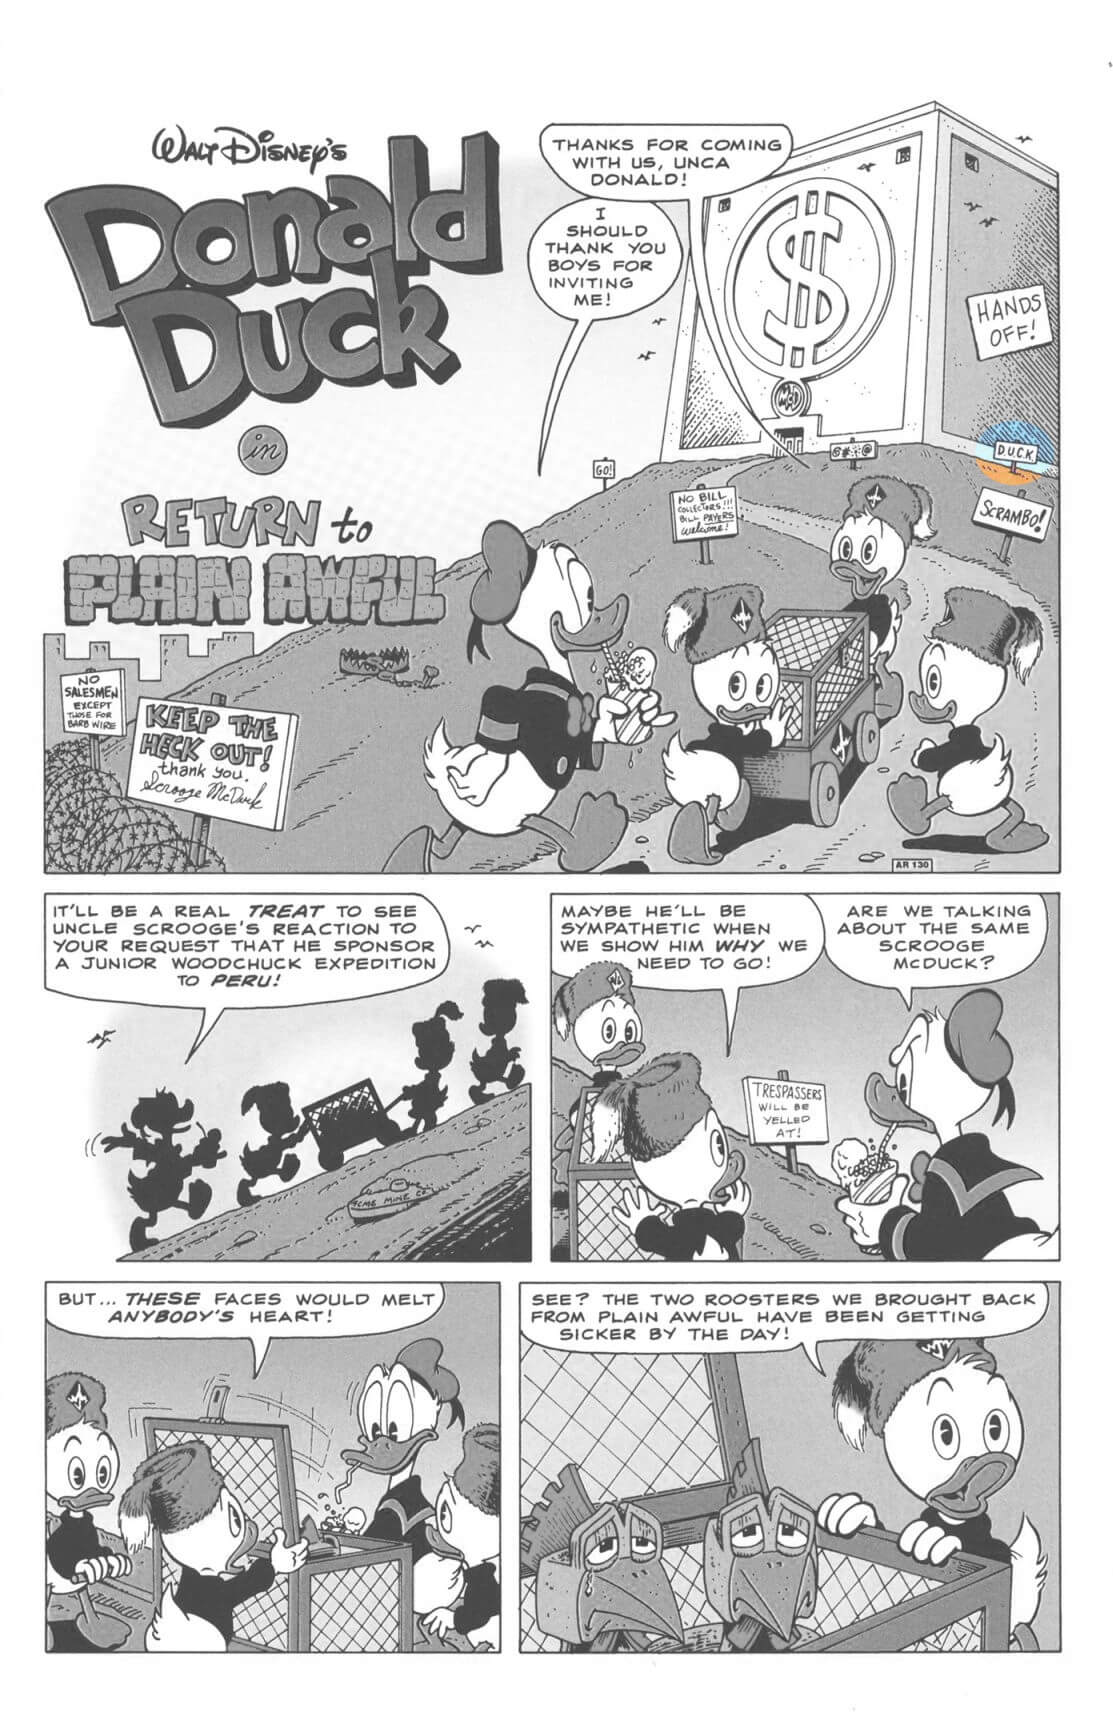 WALT DISNEY'S
Donald
Duck
in
RETURN to
PLAIN AWFUL
THANKS FOR COMING
WITH US, UNCA
DONALD!
I
SHOULD
THANK YOU
BOYS FOR
INVITING
ME!
$
HANDS
OFF!
McD
@#*!@
D.U.C.K.
GO!
NO BILL
COLLECTORS!!!
BILL PAYERS
welcome!
SCRAMBO!
NO
SALESMEN
EXCEPT
THOSE FOR
BARB WIRE
KEEP THE
HECK OUT!
thank you.
Scrooge McDuck
AR 130
IT'LL BE A REAL TREAT TO SEE
UNCLE SCROOGE'S REACTION TO
YOUR REQUEST THAT HE SPONSOR
A JUNIOR WOODCHUCK EXPEDITION
TO PERU!
ACME MINE CO.
MAYBE HE'LL BE
SYMPATHETIC WHEN
WE SHOW HIM WHY WE
NEED TO GO!
ARE WE TALKING
ABOUT THE SAME
SCROOGE
MCDUCK?
TRESPASSERS
WILL BE
YELLED
AT!
BUT... THESE FACES WOULD MELT
ANYBODY'S HEART!
SEE? THE TWO ROOSTERS WE BROUGHT BACK
FROM PLAIN AWFUL HAVE BEEN GETTING
SICKER BY THE DAY!